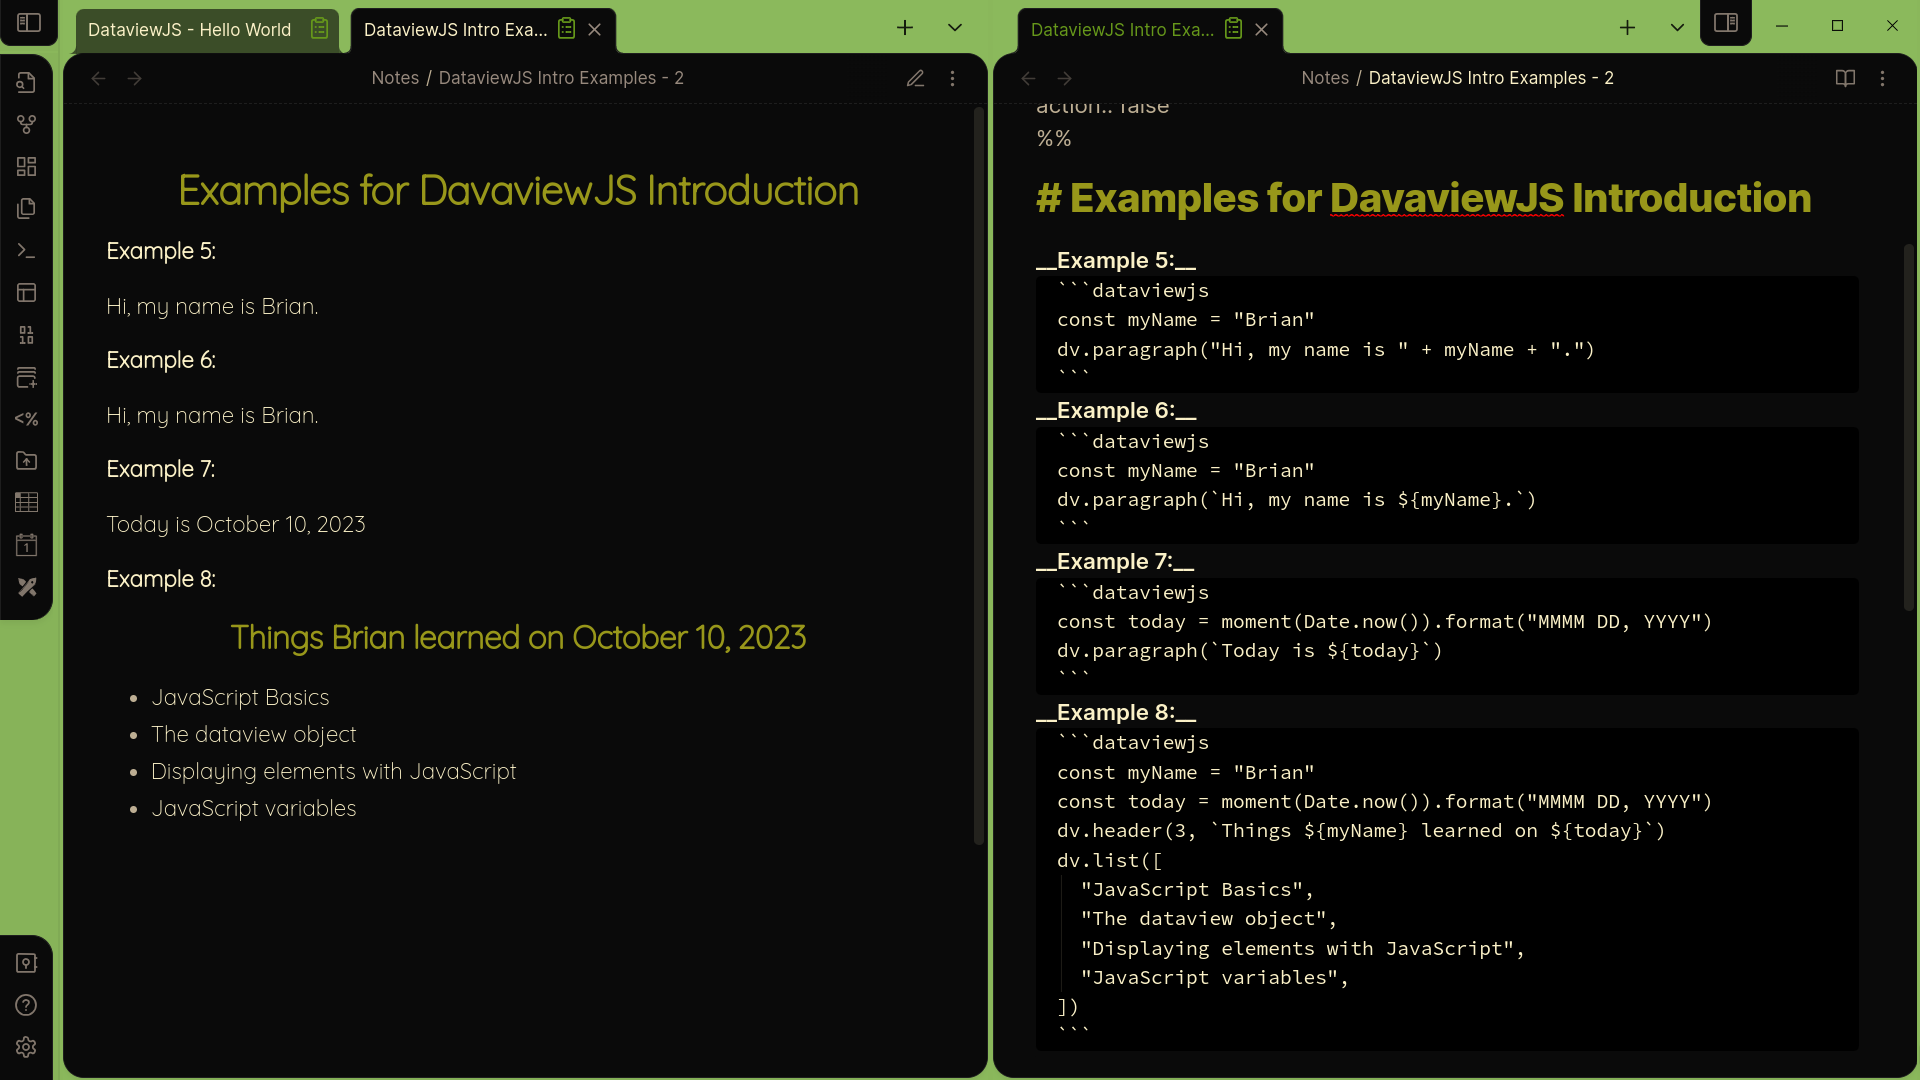 DataviewJS - Hello World
DataviewJS Intro Exa...
Notes / DataviewJS Intro Examples - 2
Examples for DavaviewJS Introduction
Example 5:
Hi, my name is Brian.
Example 6:
Hi, my name is Brian.
Example 7:
Today is October 10, 2023
Example 8:
Things Brian learned on October 10, 2023
• JavaScript Basics
• The dataview object
• Displaying elements with JavaScript
• JavaScript variables
DataviewJS Intro Exa...
Notes / DataviewJS Intro Examples - 2
action:: false
%%
# Examples for DavaviewJS Introduction
__Example 5:__
```dataviewjs
const myName = "Brian"
dv.paragraph("Hi, my name is " + myName + ".")
```
__Example 6:__
```dataviewjs
const myName = "Brian"
dv.paragraph(`Hi, my name is ${myName}.`)
```
__Example 7:__
```dataviewjs
const today = moment(Date.now()).format("MMMM DD, YYYY")
dv.paragraph(`Today is ${today}`)
```
__Example 8:__
```dataviewjs
const myName = "Brian"
const today = moment(Date.now()).format("MMMM DD, YYYY")
dv.header(3, `Things ${myName} learned on ${today}`)
dv.list([
"JavaScript Basics",
"The dataview object",
"Displaying elements with JavaScript",
"JavaScript variables",
])
```